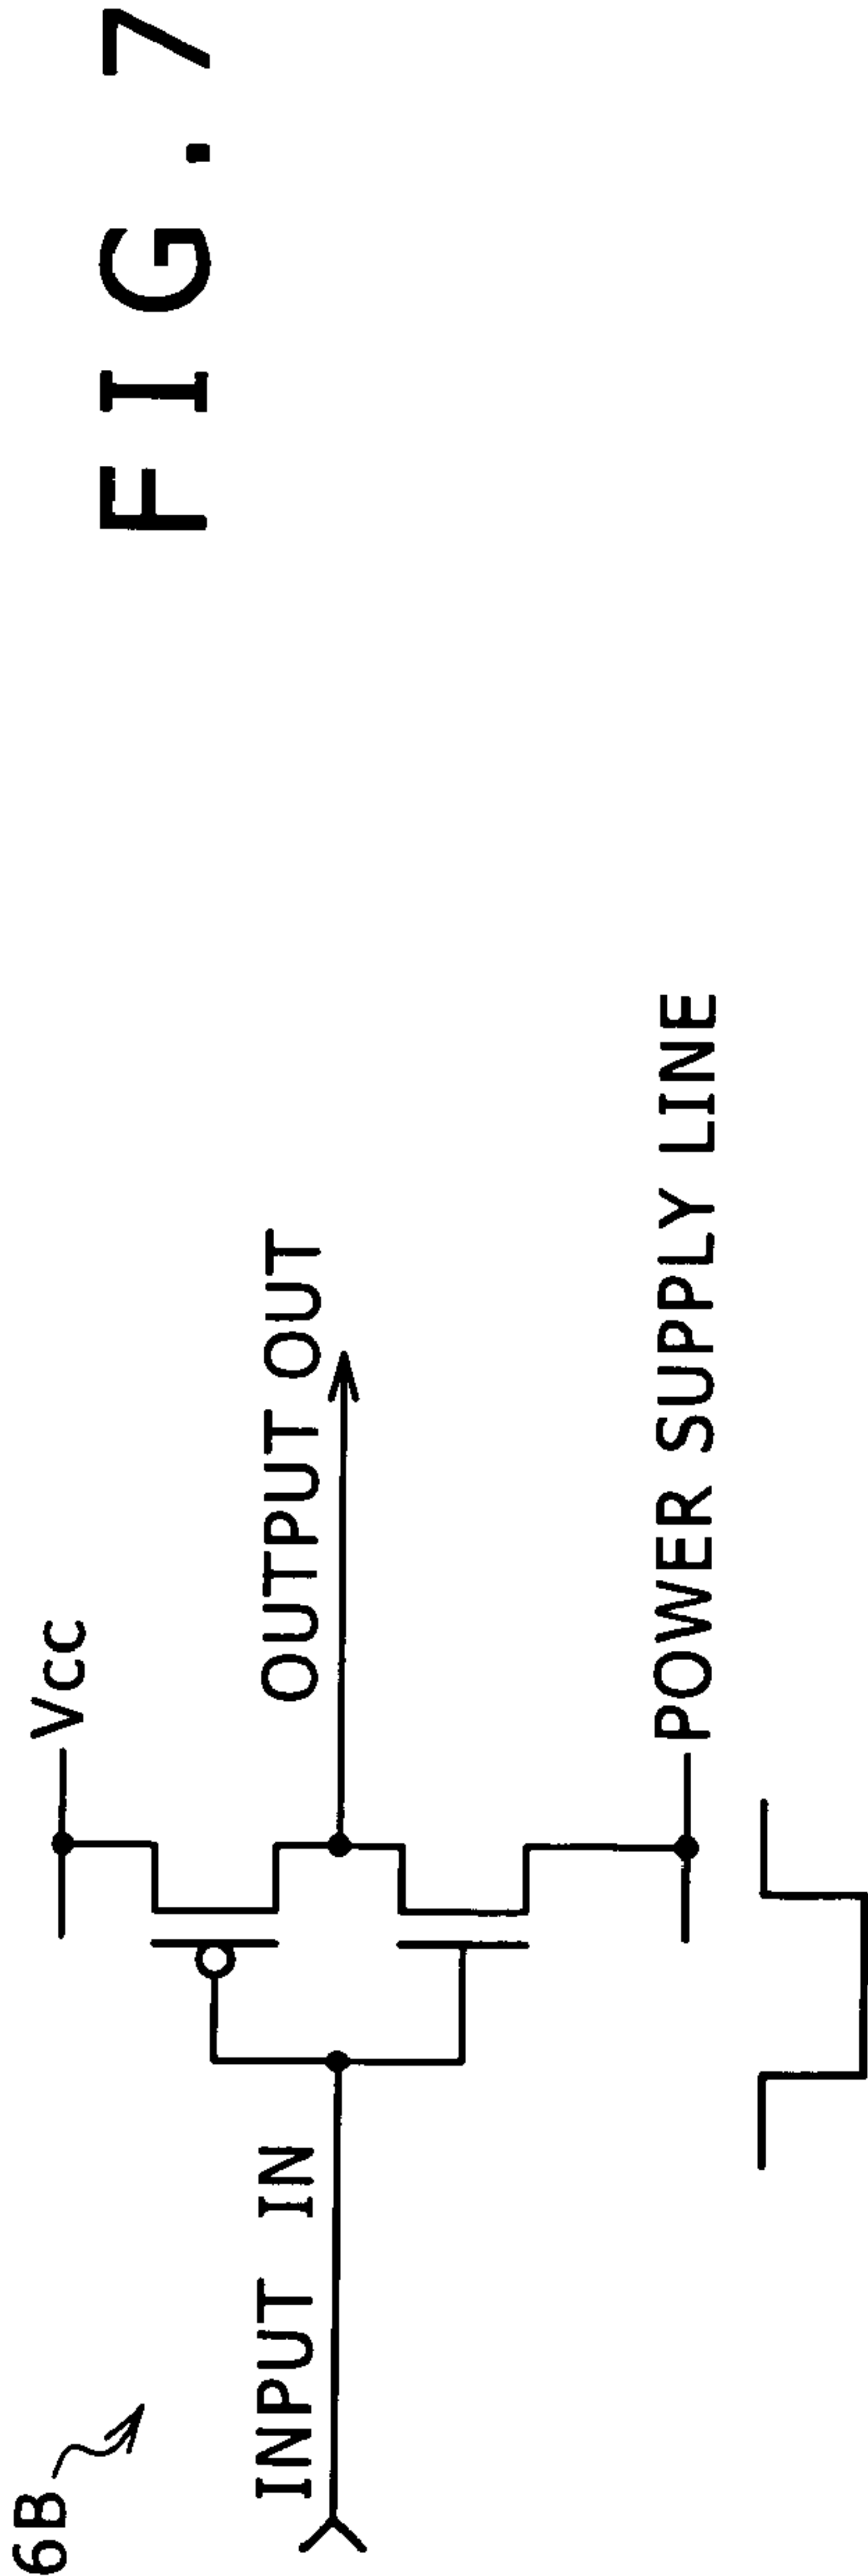 FIG.7
6B
Vcc
INPUT IN
OUTPUT OUT
POWER SUPPLY LINE